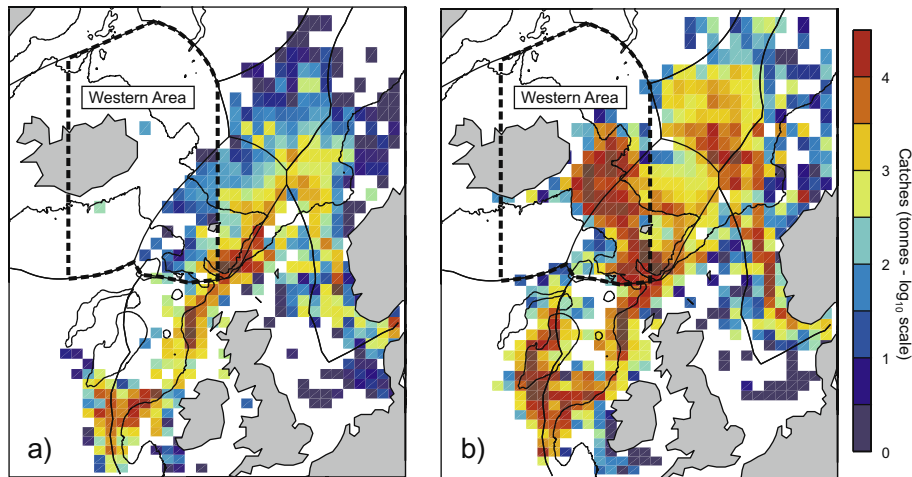 Western Area
a)
Western Area
b)
4
3
2
1
0
Catches (tonnes - log10 scale)